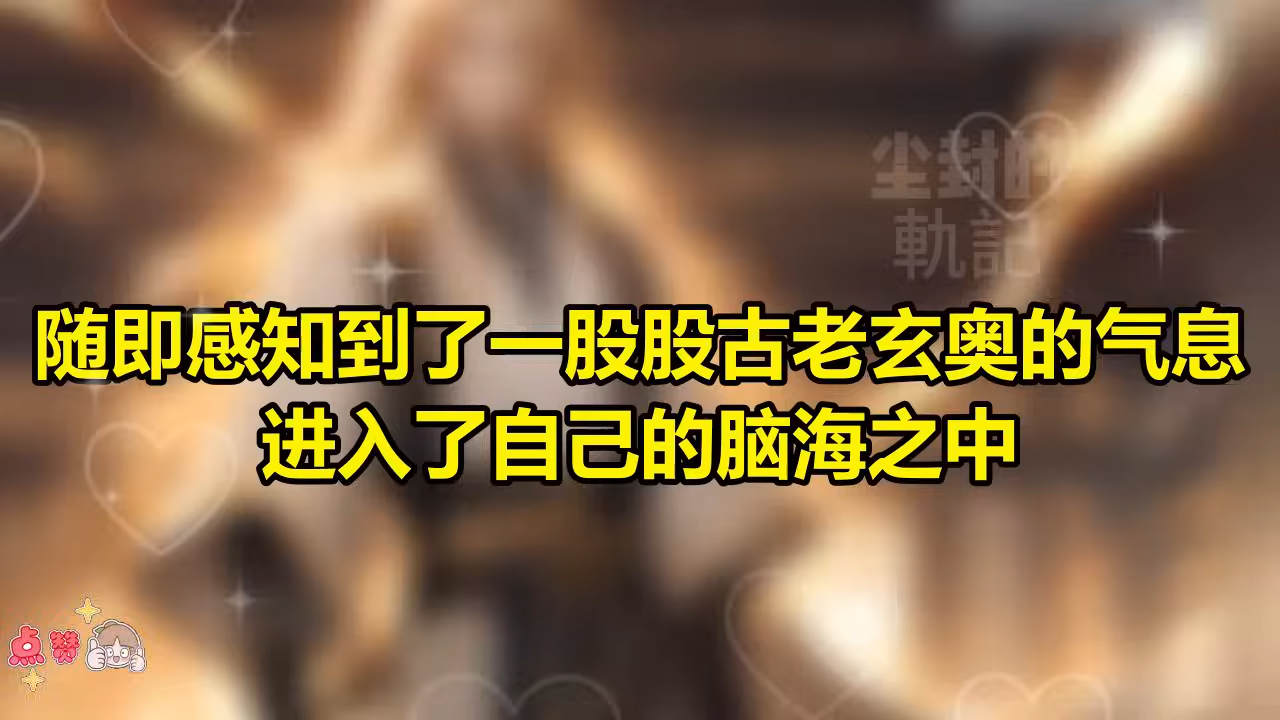 尘封的
軌記
随即感知到了一股股古老玄奥的气息
进入了自己的脑海之中
点赞